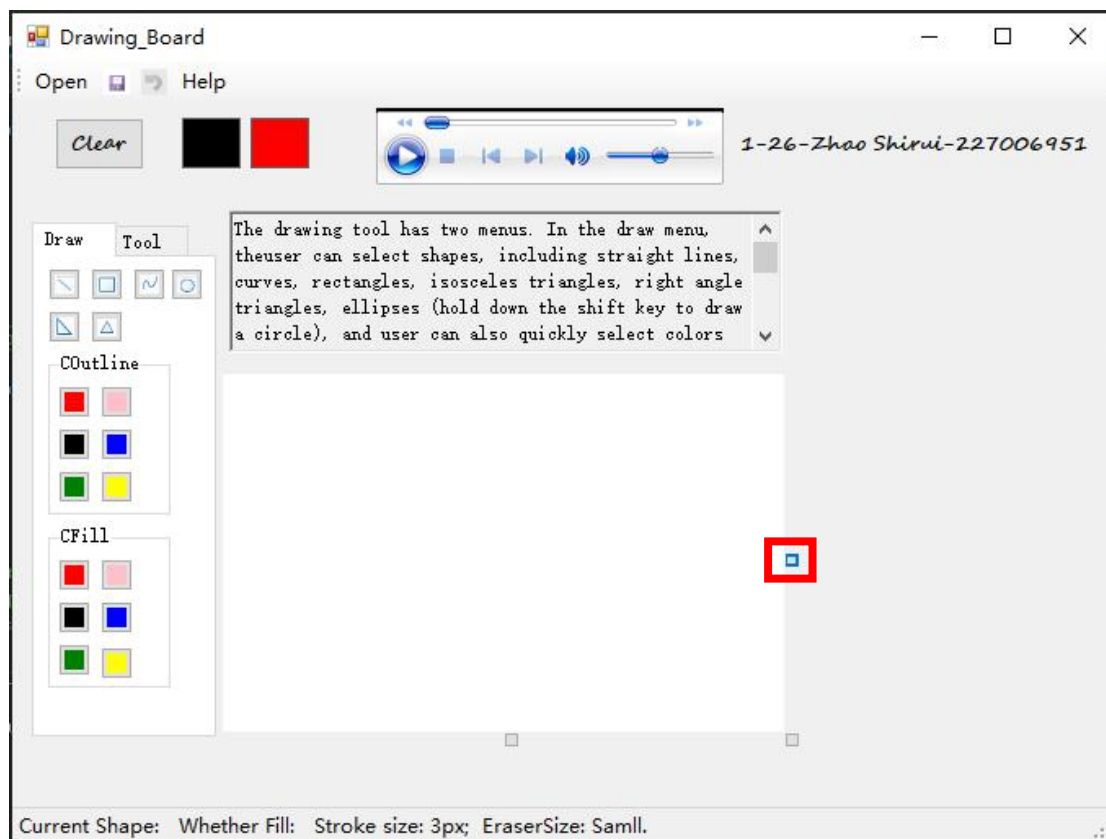 Drawing_Board
Open Help
Clear
1-26-Zhao Shirui-227006951
Draw Tool
The drawing tool has two menus. In the draw menu,
theuser can select shapes, including straight lines,
curves, rectangles, isosceles triangles, right angle
triangles, ellipses (hold down the shift key to draw
a circle), and user can also quickly select colors
COutline
CFill
Current Shape: Whether Fill: Stroke size: 3px; EraserSize: Samll.